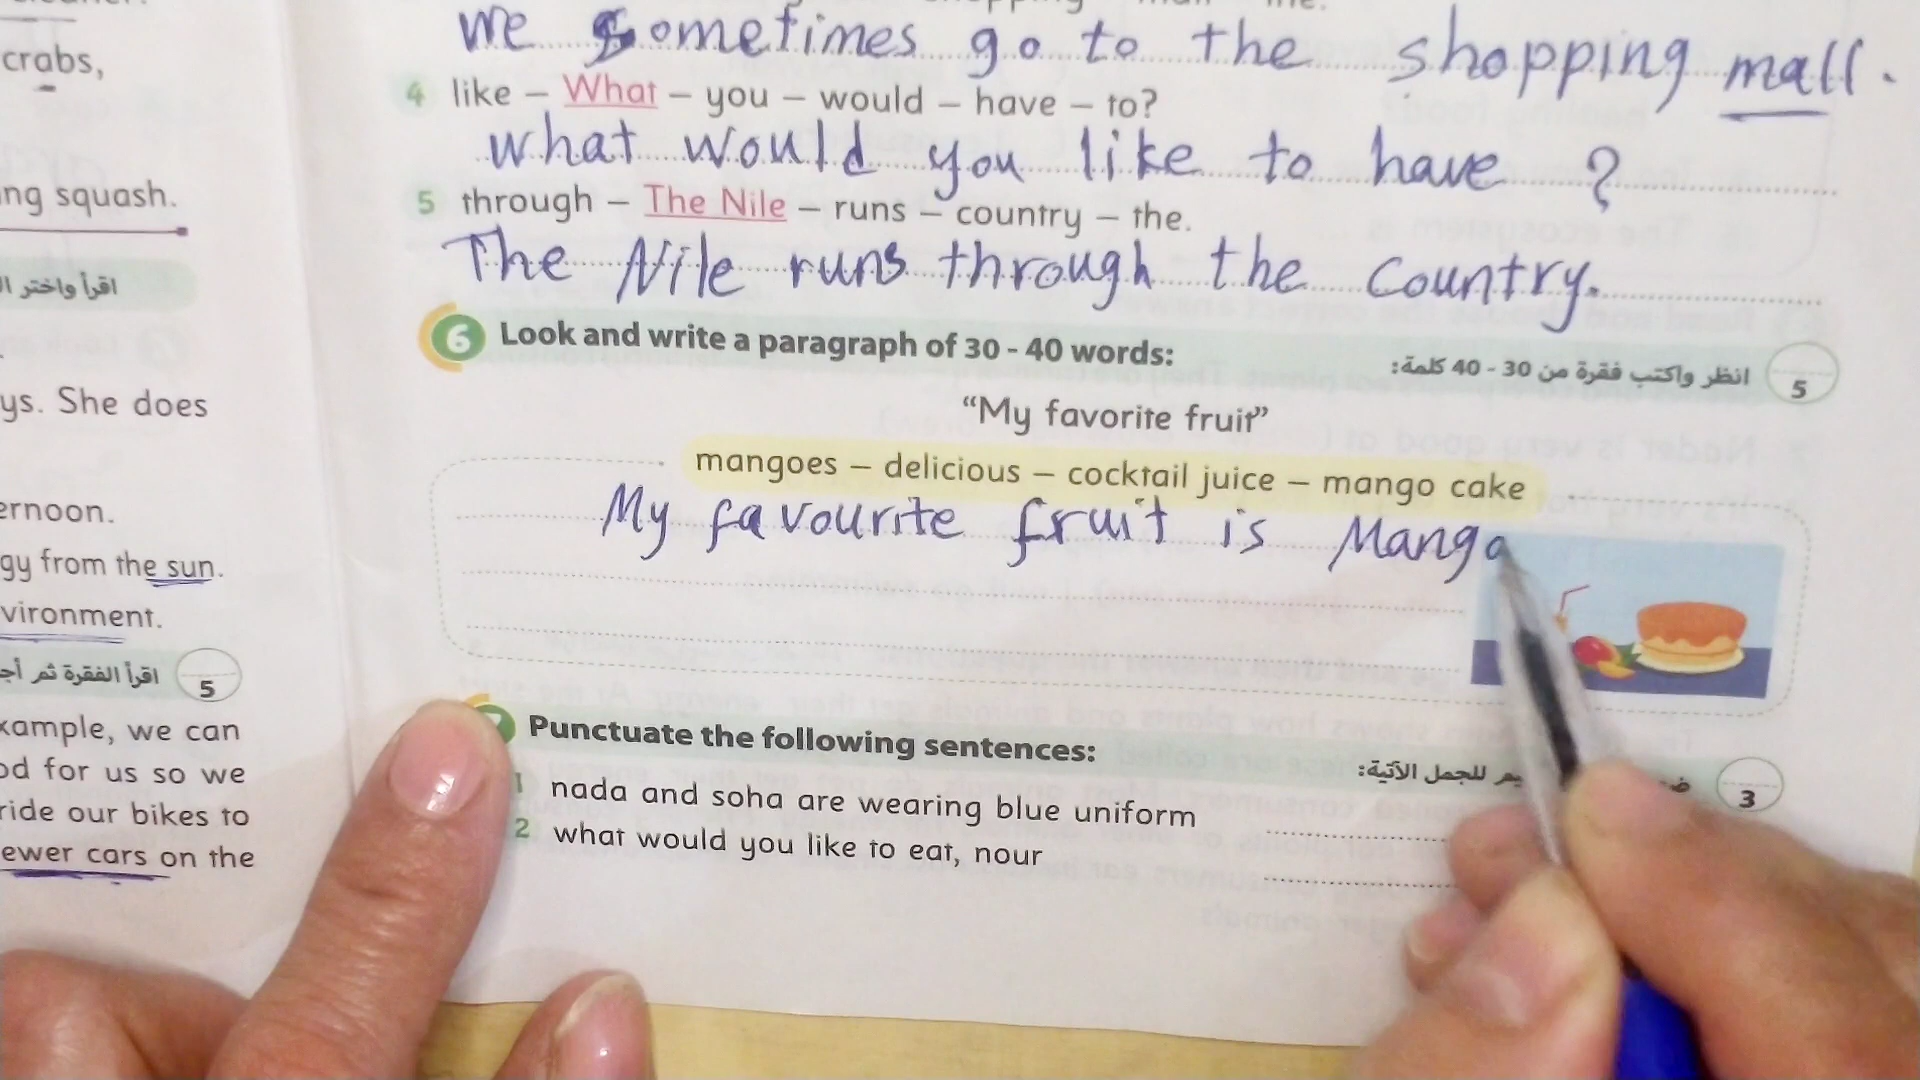 crabs,
ng squash.
اقرأ واختر ا
ys. She does
ernoon.
gy from the sun.
vironment.
اقرأ الفقرة ثم أج
5
xample, we can
od for us so we
ride our bikes to
ewer cars on the
we sometimes go to the shopping mall.
4 like – What – you – would – have – to?
what would you like to have ?
5 through – The Nile – runs – country – the.
The Nile runs through the country.
6 Look and write a paragraph of 30 - 40 words:
انظر واكتب فقرة من 30 - 40 كلمة:
5
“My favorite fruit”
mangoes – delicious – cocktail juice – mango cake
My favourite fruit is Mango
Punctuate the following sentences:
للجمل الآتية:
3
1 nada and soha are wearing blue uniform
2 what would you like to eat, nour